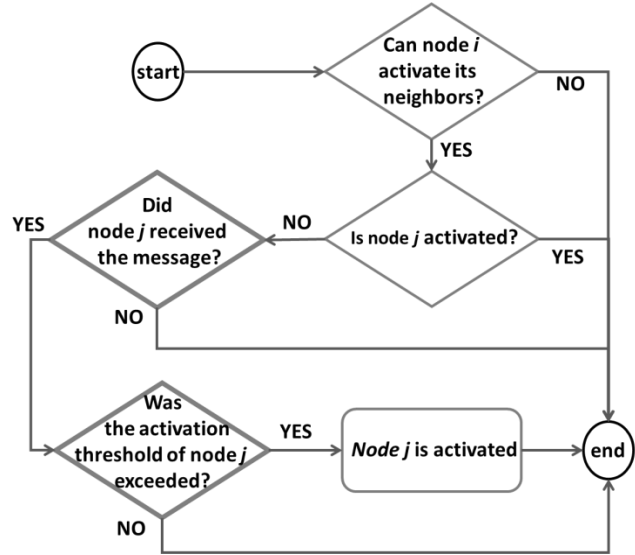 start
Can node i
activate its
neighbors?
NO
YES
Is node j activated?
YES
NO
Did
node j received
the message?
YES
NO
Was
the activation
threshold of node j
exceeded?
YES
Node j is activated
end
NO